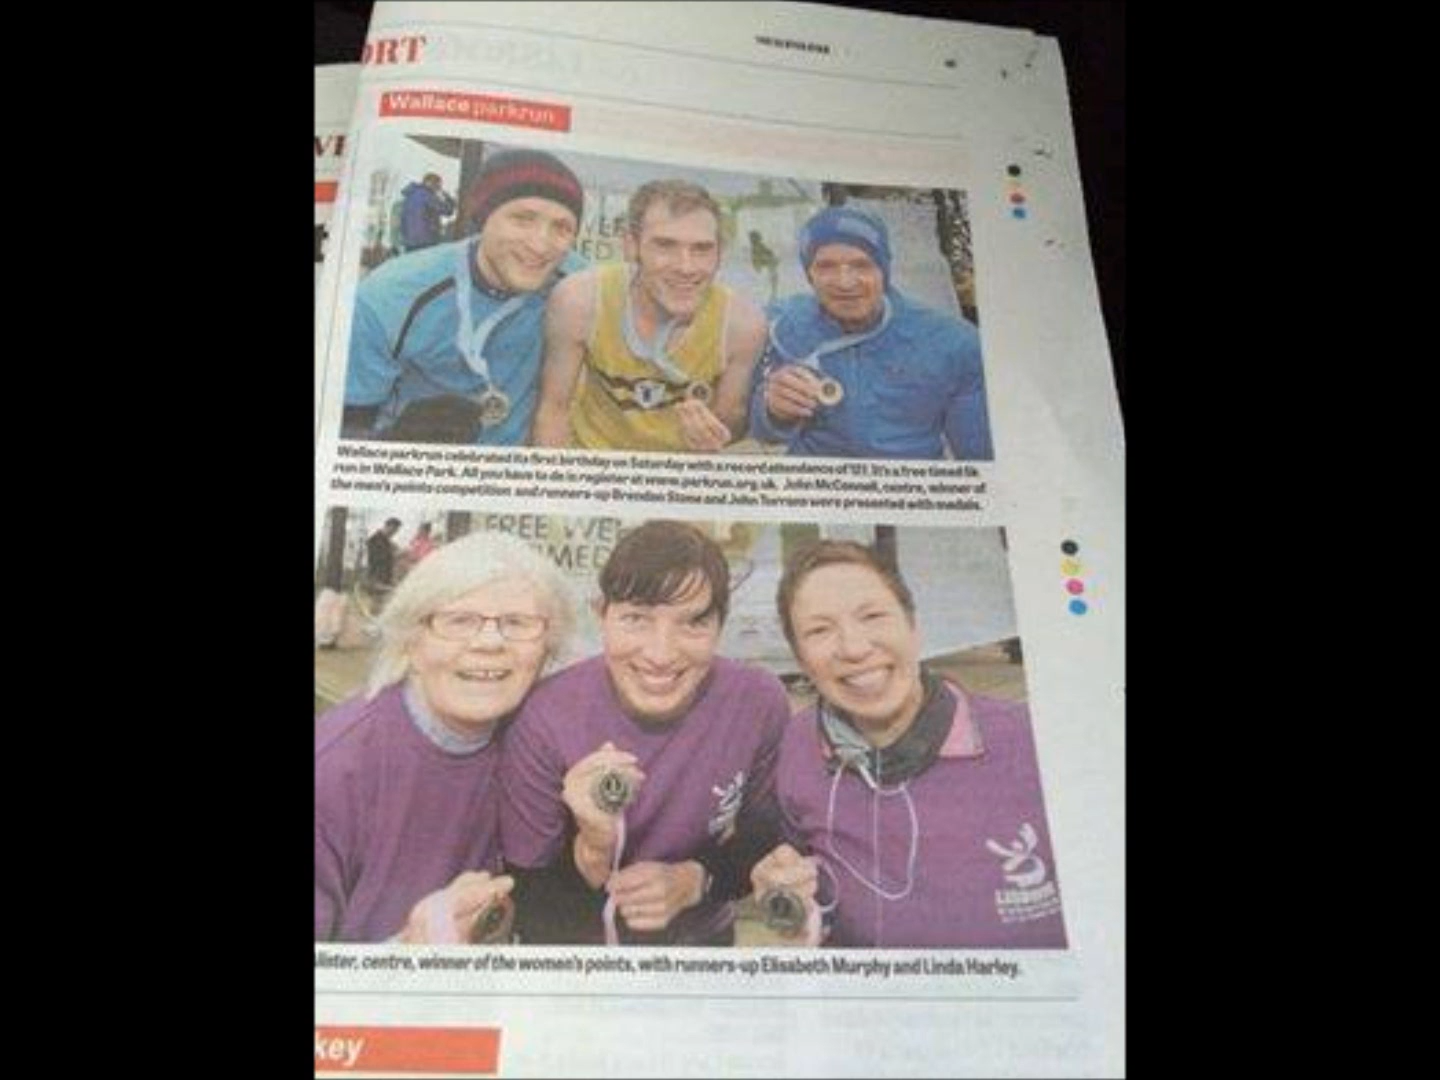 ORT
Wallace parkrun
Wallace parkrun celebrated its first birthday on Saturday with a record attendance of 121. It's a free timed 5k
run in Wallace Park. All you have to do is register at www.parkrun.org.uk. John McConnell, centre, winner of
the men's points competition and runners-up Brendan Stone and John Torrans were presented with medals.
FREE WE
MED
lister, centre, winner of the women's points, with runners-up Elisabeth Murphy and Linda Harley.
key